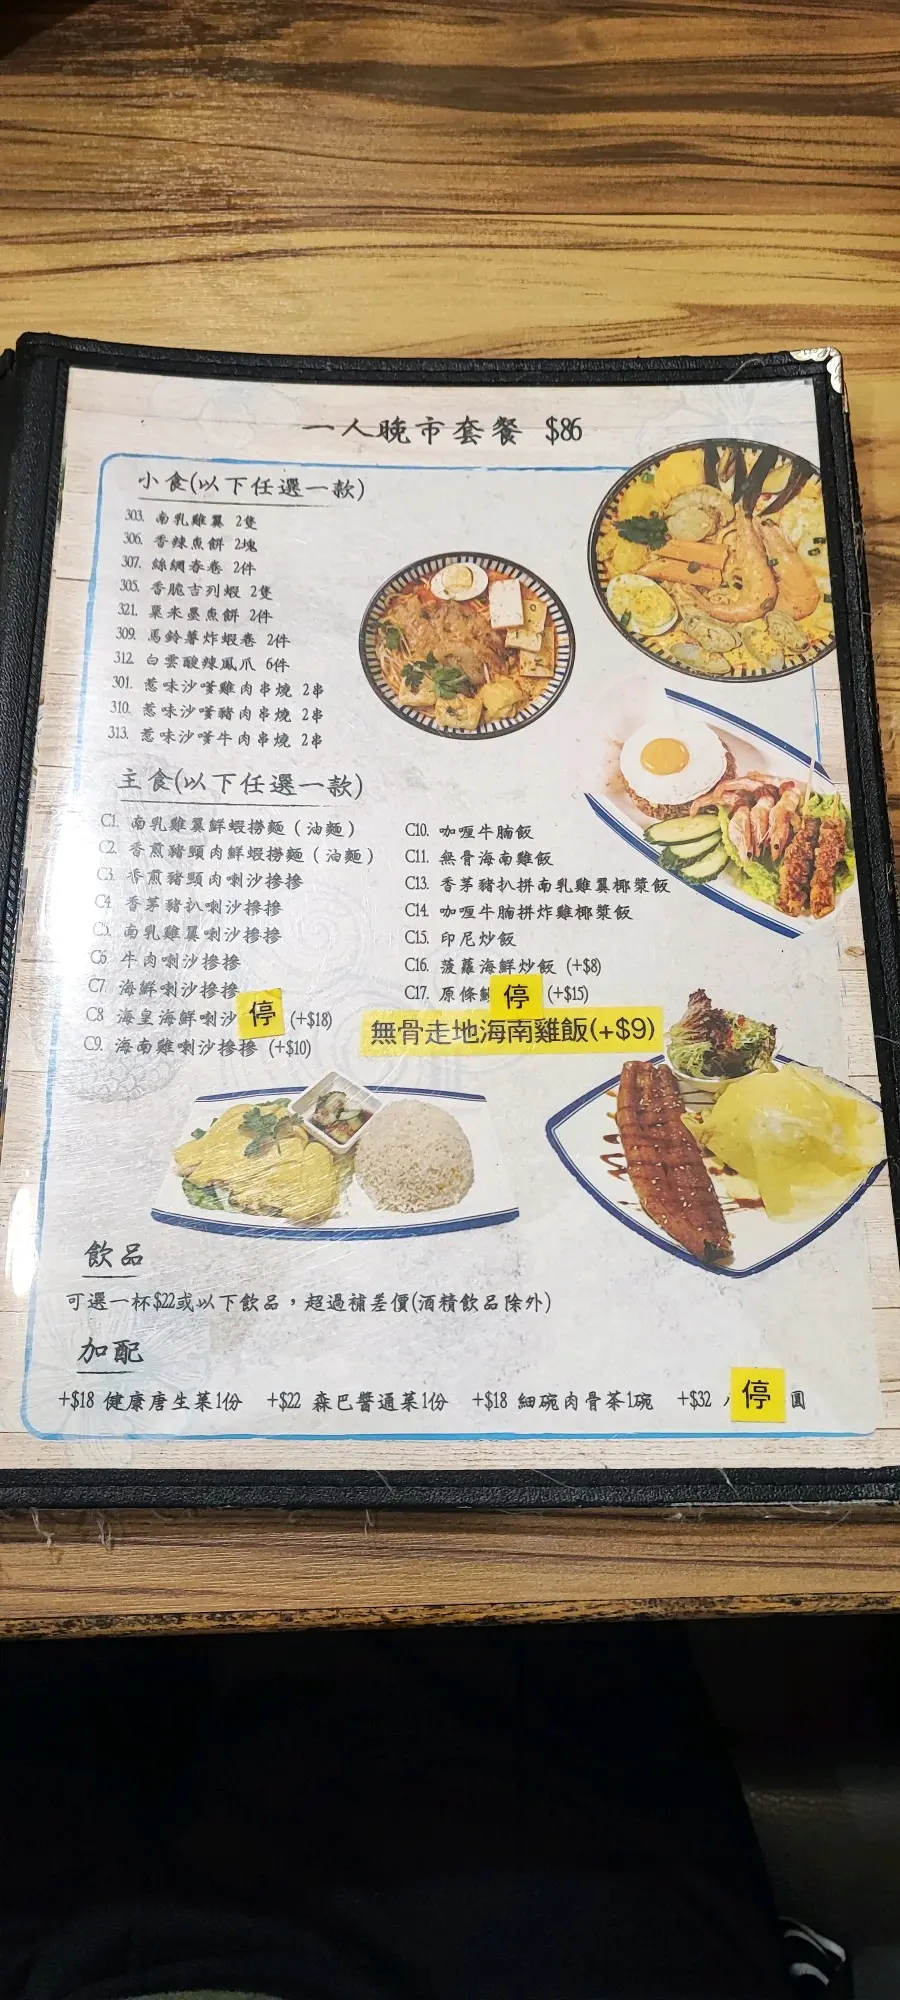 一人晚市套餐 $86
小食(以下任選一款)
303. 南乳雞翼 2隻
306. 香辣魚餅 2塊
307. 絲網春卷 2件
305. 香脆吉列蝦 2隻
321. 粟米墨魚餅 2件
309. 馬鈴薯炸蝦卷 2件
312. 白雲酸辣鳳爪 6件
301. 惹味沙嗲雞肉串燒 2串
310. 惹味沙嗲豬肉串燒 2串
313. 惹味沙嗲牛肉串燒 2串
主食(以下任選一款)
C1. 南乳雞翼鮮蝦撈麵（油麵）
C2. 香煎豬頸肉鮮蝦撈麵（油麵）
C3. 香煎豬頸肉喇沙摻摻
C4. 香茅豬扒喇沙摻摻
C5. 南乳雞翼喇沙摻摻
C6 牛肉喇沙摻摻
C7. 海鮮喇沙摻摻
C8 海皇海鮮喇沙 停 (+$18)
C9. 海南雞喇沙摻摻 (+$10)
C10. 咖喱牛腩飯
C11. 無骨海南雞飯
C13. 香茅豬扒拼南乳雞翼椰漿飯
C14. 咖喱牛腩拼炸雞椰漿飯
C15. 印尼炒飯
C16. 菠蘿海鮮炒飯 (+$8)
C17. 原條 停 (+$15)
無骨走地海南雞飯(+$9)
飲品
可選一杯$22或以下飲品，超過補差價(酒精飲品除外)
加配
+$18 健康唐生菜1份 +$22 森巴醬通菜1份 +$18 細碗肉骨茶1碗 +$32 停 圓